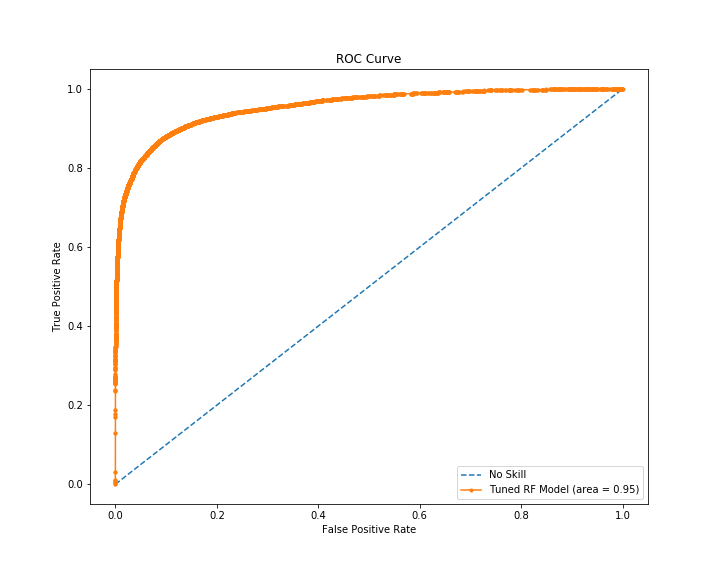 ROC Curve
1.0
0.8
0.6
0.4
0.2
0.0
True Positive Rate
0.0 0.2 0.4 0.6 0.8 1.0
False Positive Rate
No Skill
Tuned RF Model (area = 0.95)